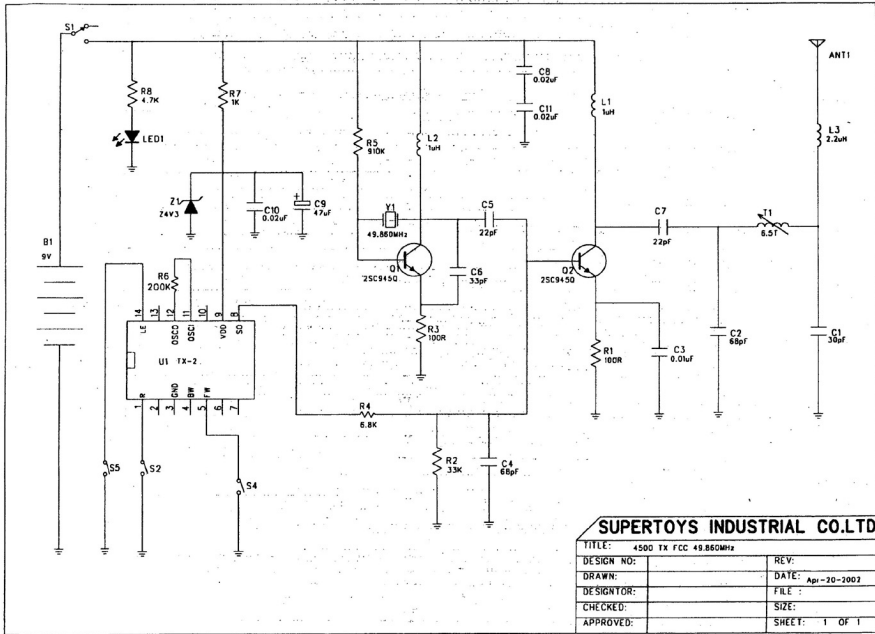 S1
ANT1
R8
4.7K
R7
1K
C8
0.02uF
C11
0.02uF
L1
1uH
L2
1uH
L3
2.2uH
LED1
R5
910K
Z1
Z4V3
C10
0.02uF
C9
47uF
+
Y1
49.860MHz
C5
22pF
C7
22pF
T1
6.5T
B1
9V
R6
200K
Q1
2SC945Q
C6
33pF
Q2
2SC945Q
14 13 12 11 10 9 8
LE OSCO OSCI VDD SO
U1 TX-2
R GND BW FW
1 2 3 4 5 6 7
R3
100R
R1
100R
C3
0.01uF
C2
68pF
C1
30pF
R4
6.8K
R2
33K
C4
68pF
S5
S2
S4
SUPERTOYS INDUSTRIAL CO.LTD
TITLE: 4500 TX FCC 49.860MHz
DESIGN NO: REV:
DRAWN: DATE: Apr-20-2002
DESIGNTOR: FILE :
CHECKED: SIZE:
APPROVED: SHEET: 1 OF 1